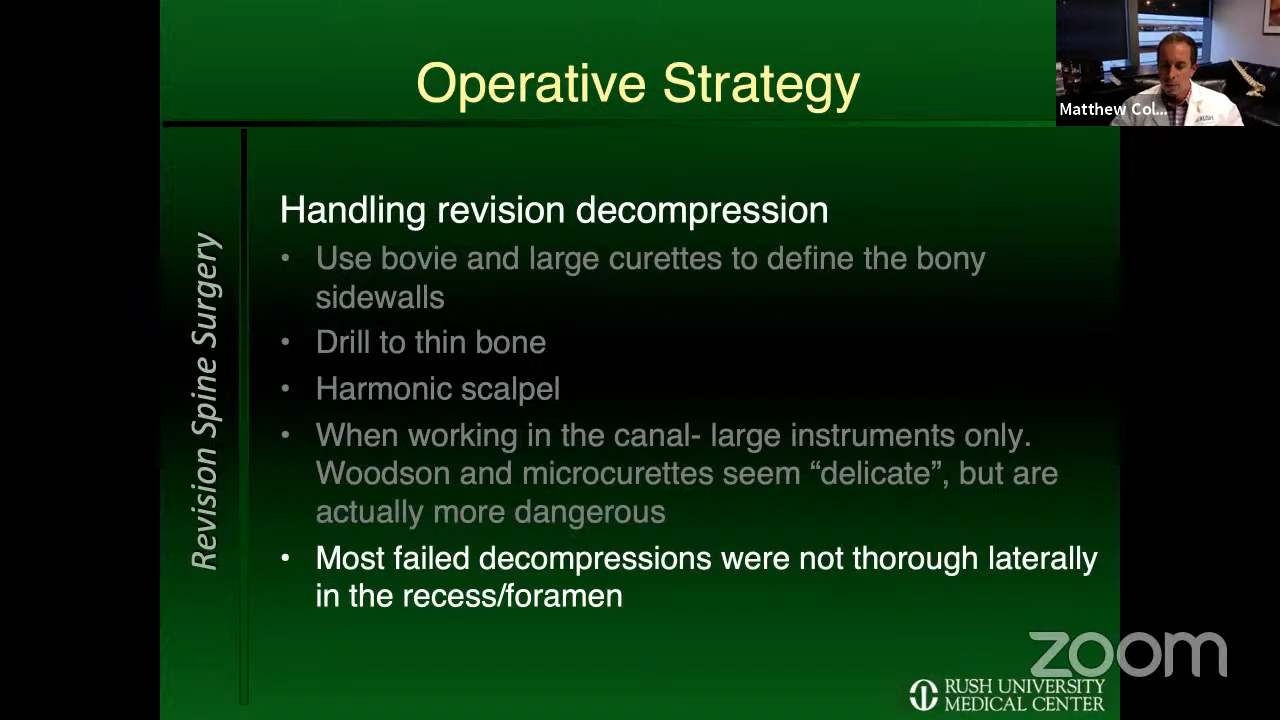 Operative Strategy
Matthew Col...
RUSH
Revision Spine Surgery
Handling revision decompression
• Use bovie and large curettes to define the bony
sidewalls
• Drill to thin bone
• Harmonic scalpel
• When working in the canal- large instruments only.
Woodson and microcurettes seem “delicate”, but are
actually more dangerous
• Most failed decompressions were not thorough laterally
in the recess/foramen
zoom
RUSH UNIVERSITY
MEDICAL CENTER